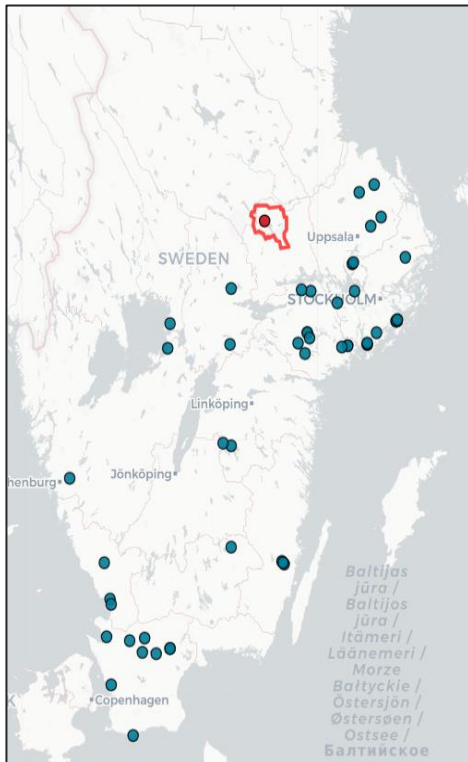 Uppsala
SWEDEN
STOCKHOLM
Linköping
Jönköping
henburg
Baltijas
jūra /
Baltijos
jūra /
Itämeri /
Läänemeri /
Morze
Bałtyckie /
Östersjön /
Østersøen /
Ostsee /
Балтийское
K
Copenhagen